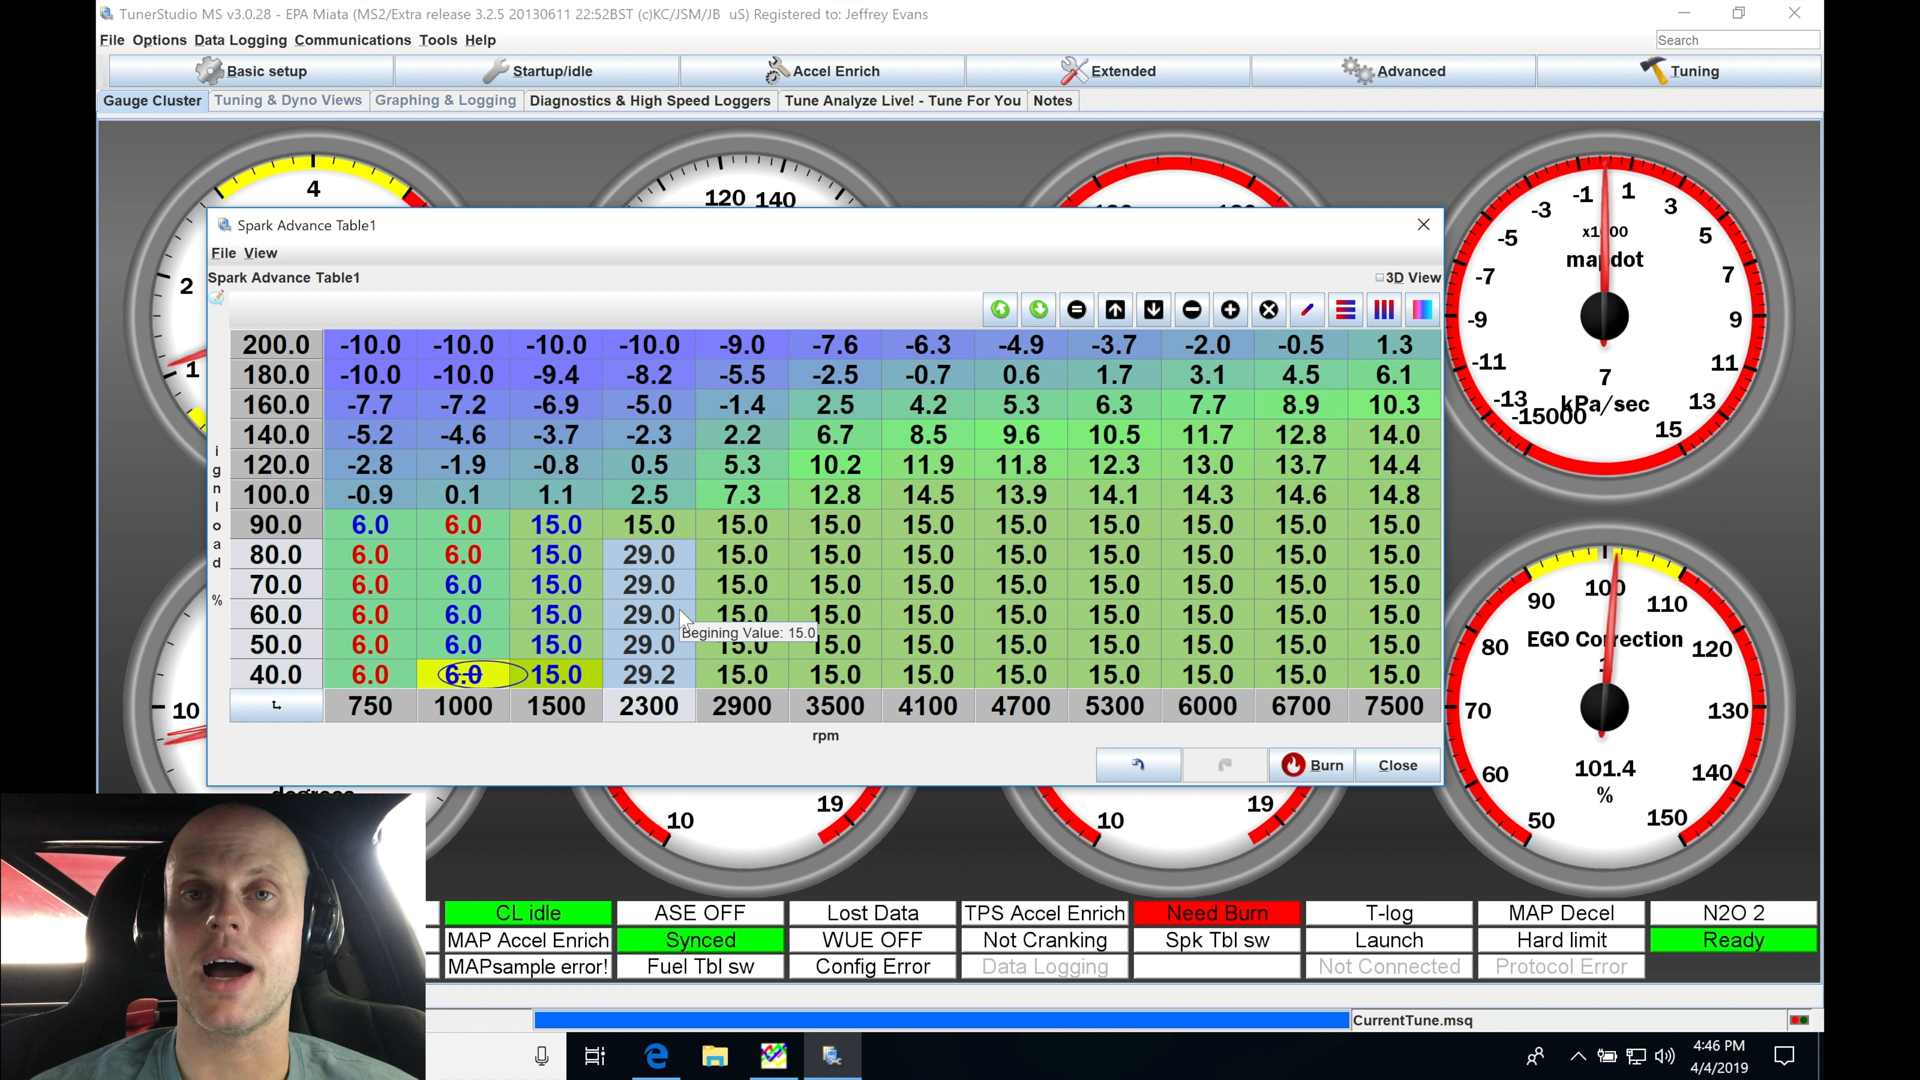 TunerStudio MS v3.0.28 - EPA Miata (MS2/Extra release 3.2.5 20130611 22:52BST (c)KC/JSM/JB uS) Registered to: Jeffrey Evans
File Options Data Logging Communications Tools Help
Search
Basic setup Startup/idle Accel Enrich Extended Advanced Tuning
Gauge Cluster Tuning & Dyno Views Graphing & Logging Diagnostics & High Speed Loggers Tune Analyze Live! - Tune For You Notes
4
2
1
120 140
-15000 -13 -11 -9 -7 -5 -3 -1 1 3 5 7 9 11 13 15
x1000
mapdot
7
kPa/sec
Spark Advance Table1
File View
Spark Advance Table1
3D View
ignload %
200.0 -10.0 -10.0 -10.0 -10.0 -9.0 -7.6 -6.3 -4.9 -3.7 -2.0 -0.5 1.3
180.0 -10.0 -10.0 -9.4 -8.2 -5.5 -2.5 -0.7 0.6 1.7 3.1 4.5 6.1
160.0 -7.7 -7.2 -6.9 -5.0 -1.4 2.5 4.2 5.3 6.3 7.7 8.9 10.3
140.0 -5.2 -4.6 -3.7 -2.3 2.2 6.7 8.5 9.6 10.5 11.7 12.8 14.0
120.0 -2.8 -1.9 -0.8 0.5 5.3 10.2 11.9 11.8 12.3 13.0 13.7 14.4
100.0 -0.9 0.1 1.1 2.5 7.3 12.8 14.5 13.9 14.1 14.3 14.6 14.8
90.0 6.0 6.0 15.0 15.0 15.0 15.0 15.0 15.0 15.0 15.0 15.0 15.0
80.0 6.0 6.0 15.0 29.0 15.0 15.0 15.0 15.0 15.0 15.0 15.0 15.0
70.0 6.0 6.0 15.0 29.0 15.0 15.0 15.0 15.0 15.0 15.0 15.0 15.0
60.0 6.0 6.0 15.0 29.0 15.0 15.0 15.0 15.0 15.0 15.0 15.0 15.0
Begining Value: 15.0
50.0 6.0 6.0 15.0 29.0 15.0 15.0 15.0 15.0 15.0 15.0 15.0 15.0
40.0 6.0 6.0 15.0 29.2 15.0 15.0 15.0 15.0 15.0 15.0 15.0 15.0
750 1000 1500 2300 2900 3500 4100 4700 5300 6000 6700 7500
rpm
Burn Close
10
degrees
10 19
10 19
50 60 70 80 90 100 110 120 130 140 150
EGO Correction
101.4
%
CL idle ASE OFF Lost Data TPS Accel Enrich Need Burn T-log MAP Decel N2O 2
MAP Accel Enrich Synced WUE OFF Not Cranking Spk Tbl sw Launch Hard limit Ready
MAPsample error! Fuel Tbl sw Config Error Data Logging Not Connected Protocol Error
CurrentTune.msq
4:46 PM
4/4/2019